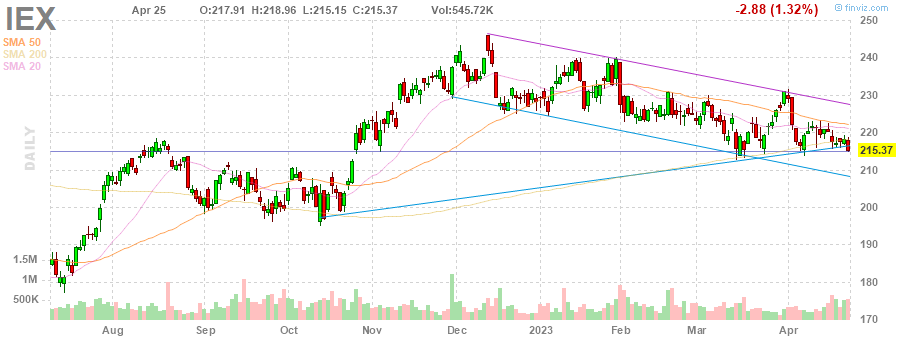 IEX Apr 25 O:217.91 H:218.96 L:215.15 C:215.37 Vol:545.72K -2.88 (1.32%) © finviz.com
SMA 50
SMA 200
SMA 20
DAILY
250
240
230
220
215.37
210
200
190
180
170
1.5M
1M
500K
Aug Sep Oct Nov Dec 2023 Feb Mar Apr